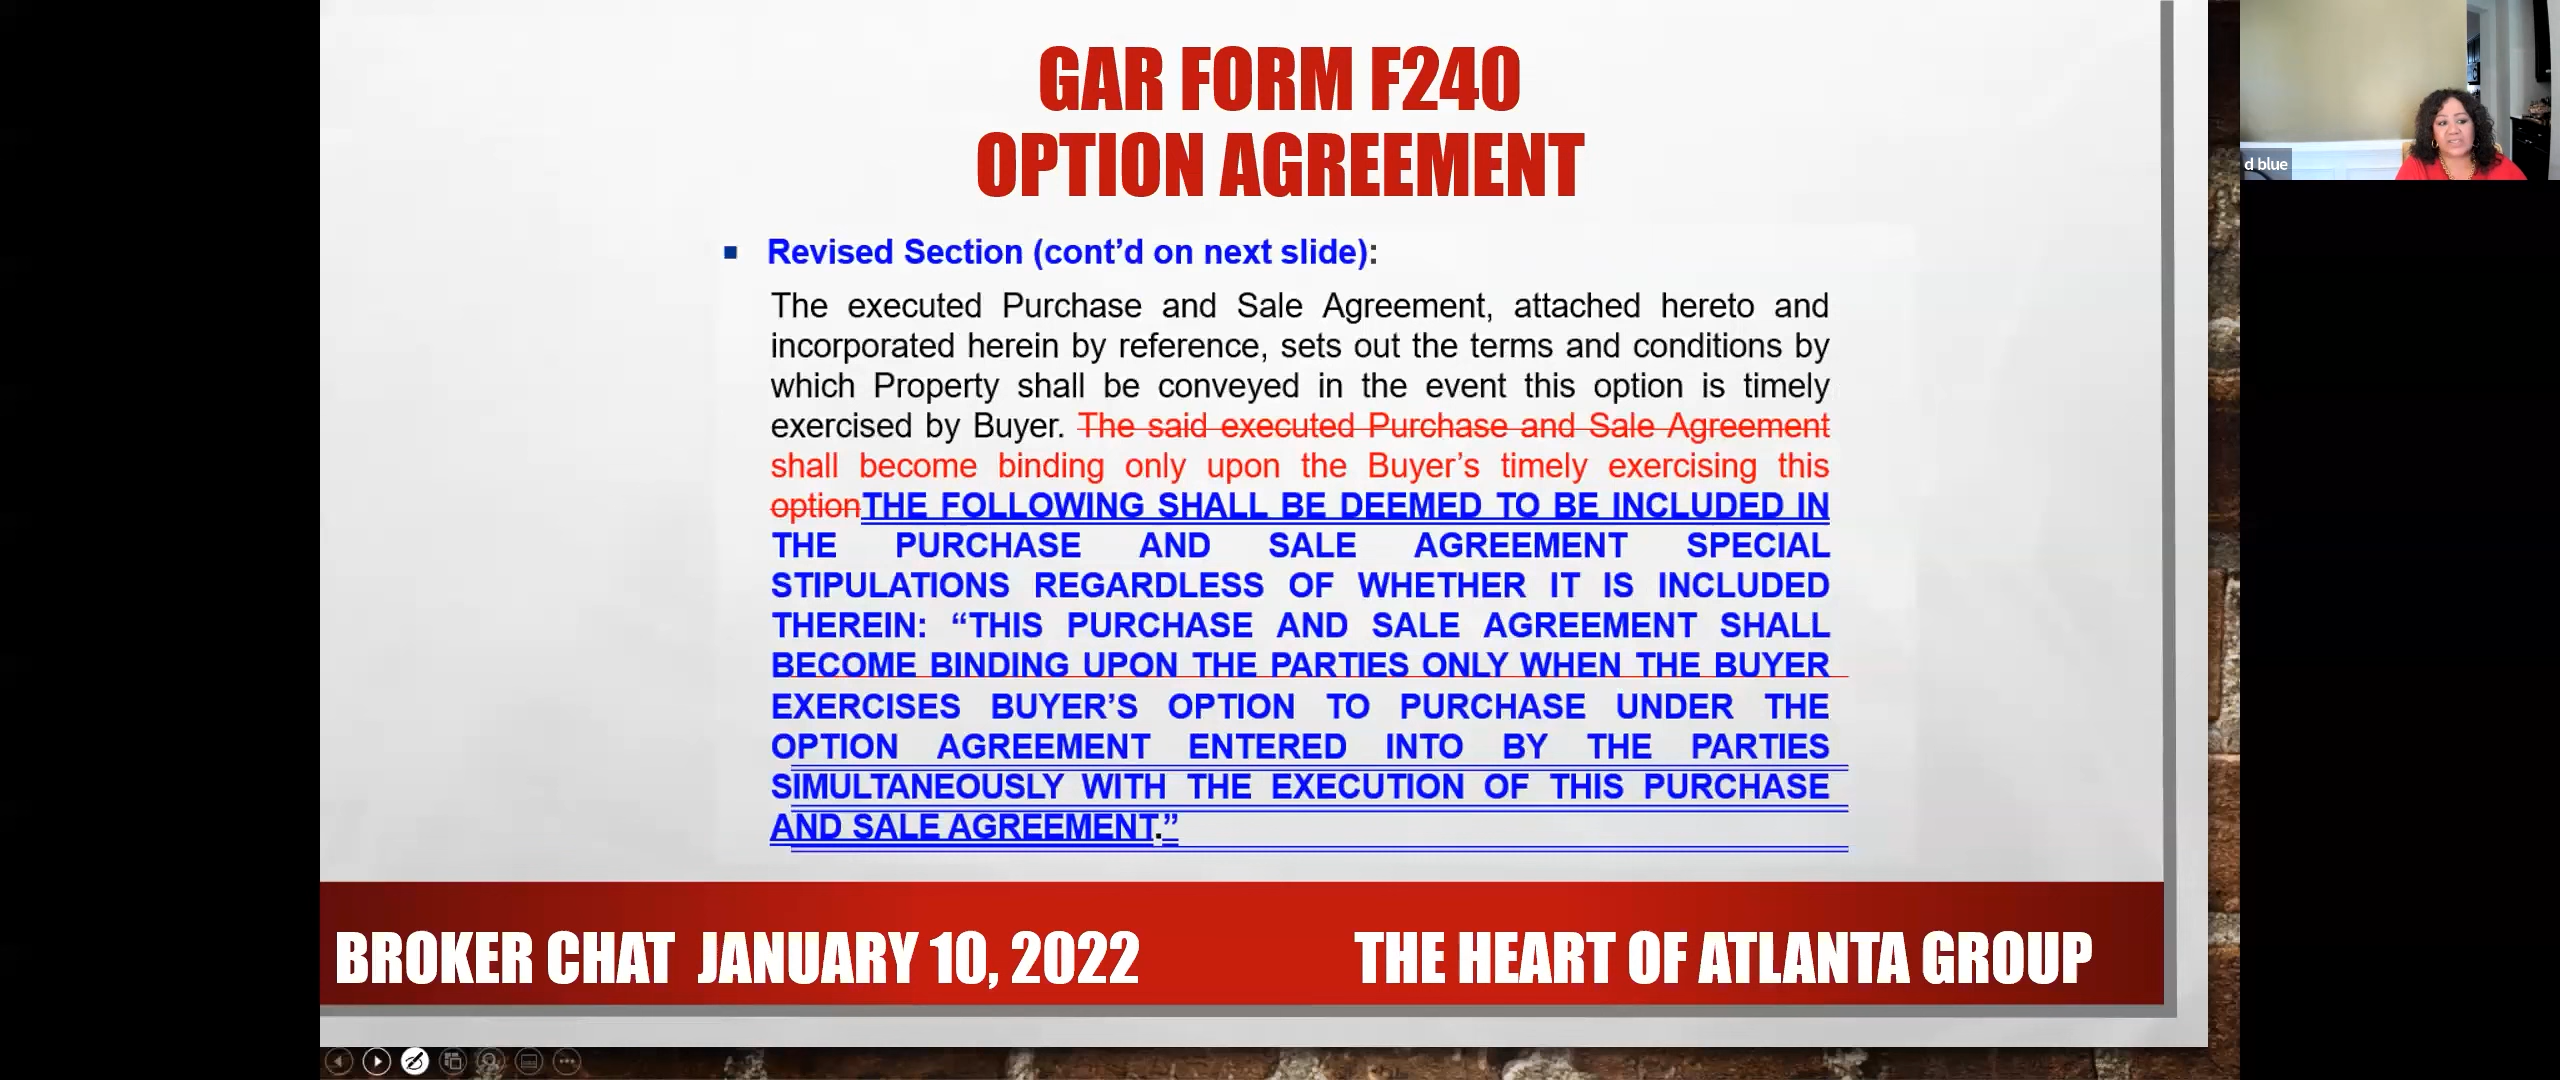 GAR FORM F240
OPTION AGREEMENT
d blue
Revised Section (cont’d on next slide):
The executed Purchase and Sale Agreement, attached hereto and
incorporated herein by reference, sets out the terms and conditions by
which Property shall be conveyed in the event this option is timely
exercised by Buyer. The said executed Purchase and Sale Agreement
shall become binding only upon the Buyer’s timely exercising this
optionTHE FOLLOWING SHALL BE DEEMED TO BE INCLUDED IN
THE PURCHASE AND SALE AGREEMENT SPECIAL
STIPULATIONS REGARDLESS OF WHETHER IT IS INCLUDED
THEREIN: “THIS PURCHASE AND SALE AGREEMENT SHALL
BECOME BINDING UPON THE PARTIES ONLY WHEN THE BUYER
EXERCISES BUYER’S OPTION TO PURCHASE UNDER THE
OPTION AGREEMENT ENTERED INTO BY THE PARTIES
SIMULTANEOUSLY WITH THE EXECUTION OF THIS PURCHASE
AND SALE AGREEMENT.”
BROKER CHAT JANUARY 10, 2022
THE HEART OF ATLANTA GROUP